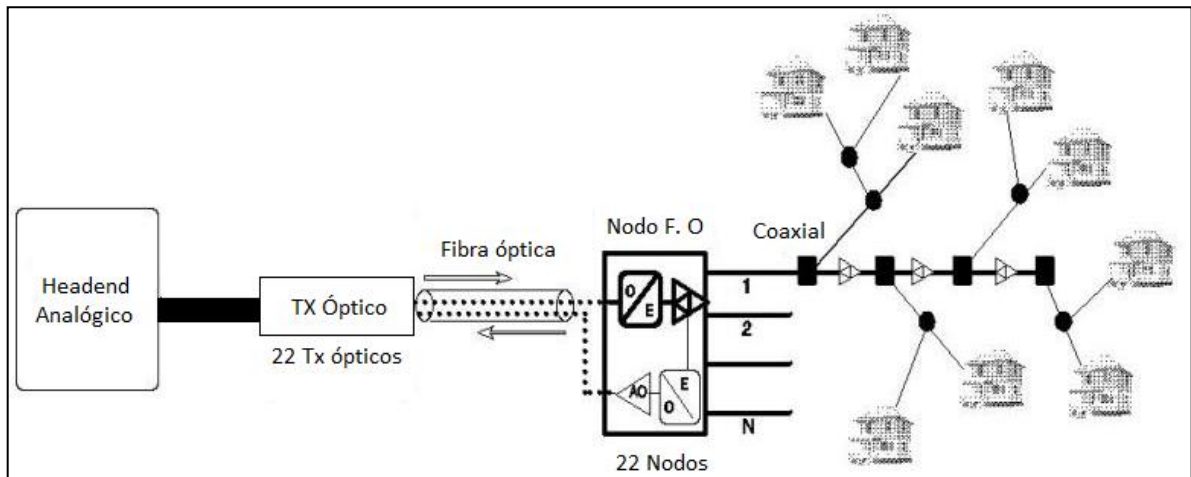 Headend
Analógico
TX Óptico
22 Tx ópticos
Fibra óptica
Nodo F. O
O
E
AO
E
O
22 Nodos
Coaxial
1
2
N